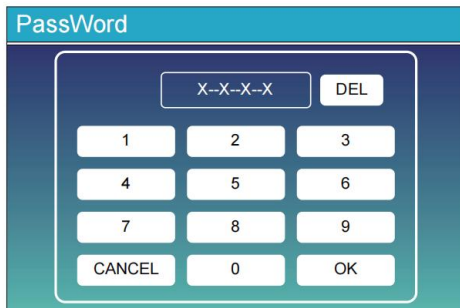 PassWord
X--X--X--X DEL
1 2 3
4 5 6
7 8 9
CANCEL 0 OK